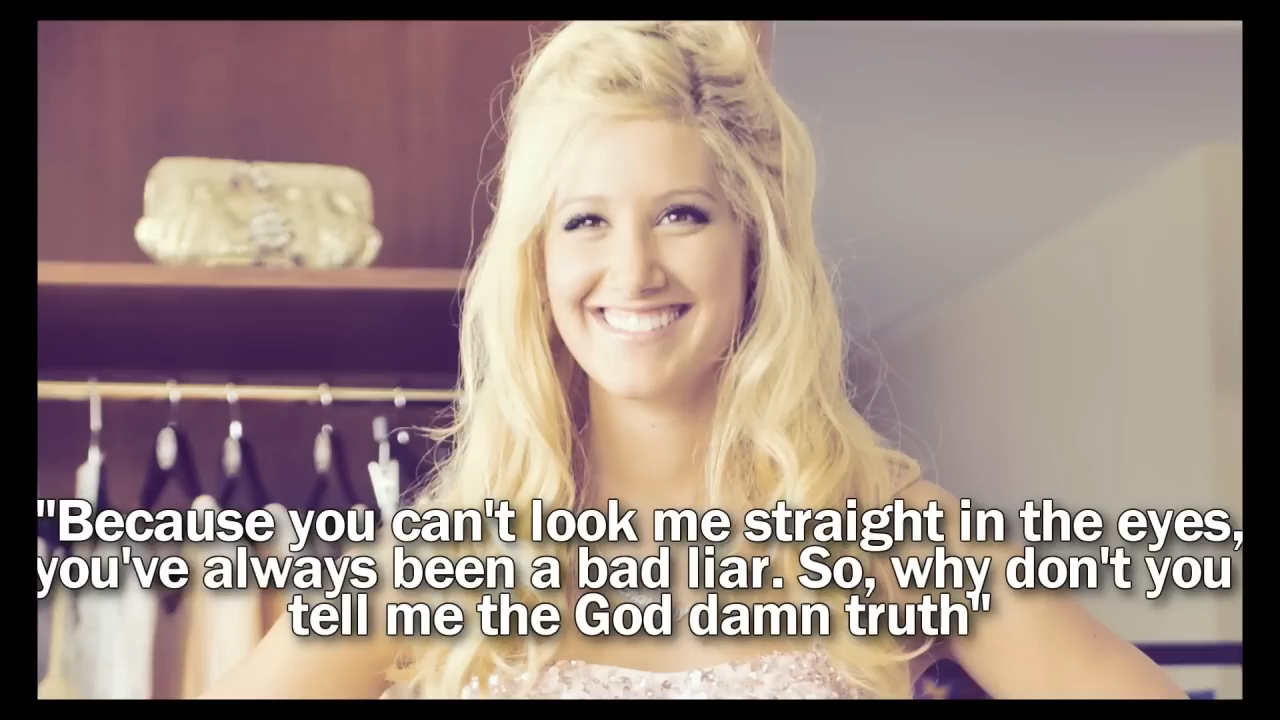 "Because you can't look me straight in the eyes,
you've always been a bad liar. So, why don't you
tell me the God damn truth"